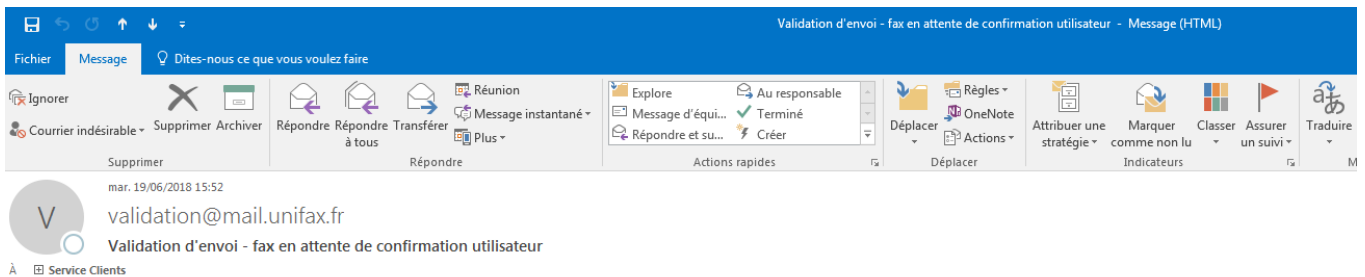 Validation d'envoi - fax en attente de confirmation utilisateur - Message (HTML)
Fichier Message Dites-nous ce que vous voulez faire
Ignorer
Courrier indésirable
Supprimer Archiver
Supprimer
Répondre Répondre à tous Transférer
Réunion
Message instantané
Plus
Répondre
Explore Au responsable
Message d'équi... Terminé
Répondre et su... Créer
Actions rapides
Déplacer
Règles
OneNote
Actions
Déplacer
Attribuer une stratégie
Marquer comme non lu
Classer
Assurer un suivi
Indicateurs
Traduire
M
mar. 19/06/2018 15:52
V
validation@mail.unifax.fr
Validation d'envoi - fax en attente de confirmation utilisateur
À Service Clients